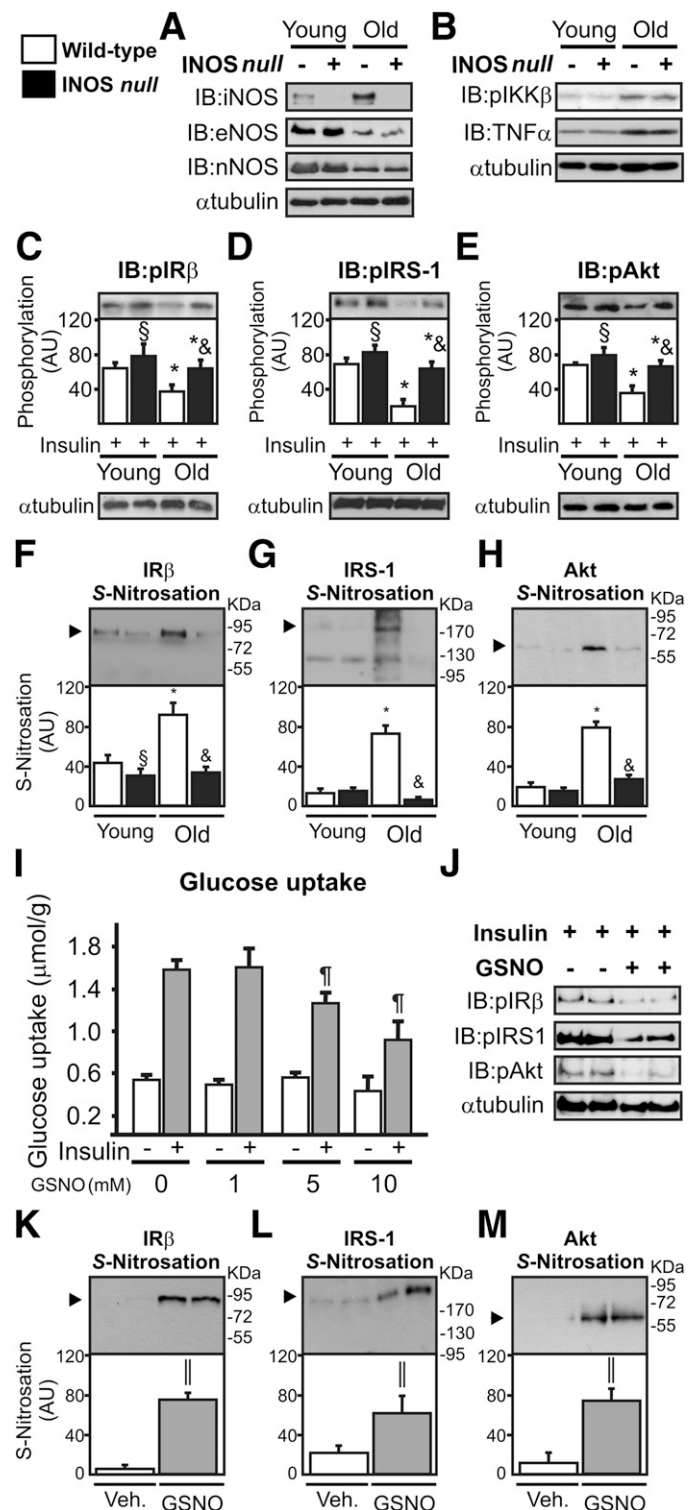 Wild-type
INOS null
A
Young Old
INOS null - + - +
IB:iNOS
IB:eNOS
IB:nNOS
αtubulin
B
Young Old
INOS null - + - +
IB:pIKKβ
IB:TNFα
αtubulin
C
IB:pIRβ
Phosphorylation (AU)
120
80
40
§ * *&
Insulin + + + +
Young Old
αtubulin
D
IB:pIRS-1
Phosphorylation (AU)
120
80
40
§ * *&
Insulin + + + +
Young Old
αtubulin
E
IB:pAkt
Phosphorylation (AU)
120
80
40
§ * *&
Insulin + + + +
Young Old
αtubulin
F
IRβ
S-Nitrosation
KDa
-95
-72
-55
S-Nitrosation (AU)
120
80
40
0
§ * &
Young Old
G
IRS-1
S-Nitrosation
KDa
-170
-130
-95
120
80
40
0
* &
Young Old
H
Akt
S-Nitrosation
KDa
-95
-72
-55
120
80
40
0
* &
Young Old
I
Glucose uptake
Glucose uptake (μmol/g)
1.8
1.4
1.0
0.6
0.2
¶ ¶
Insulin - + - + - + - +
GSNO (mM) 0 1 5 10
J
Insulin + + + +
GSNO - - + +
IB:pIRβ
IB:pIRS1
IB:pAkt
αtubulin
K
IRβ
S-Nitrosation
KDa
-95
-72
-55
S-Nitrosation (AU)
120
80
40
0
||
Veh. GSNO
L
IRS-1
S-Nitrosation
KDa
-170
-130
-95
120
80
40
0
||
Veh. GSNO
M
Akt
S-Nitrosation
KDa
-95
-72
-55
120
80
40
0
||
Veh. GSNO